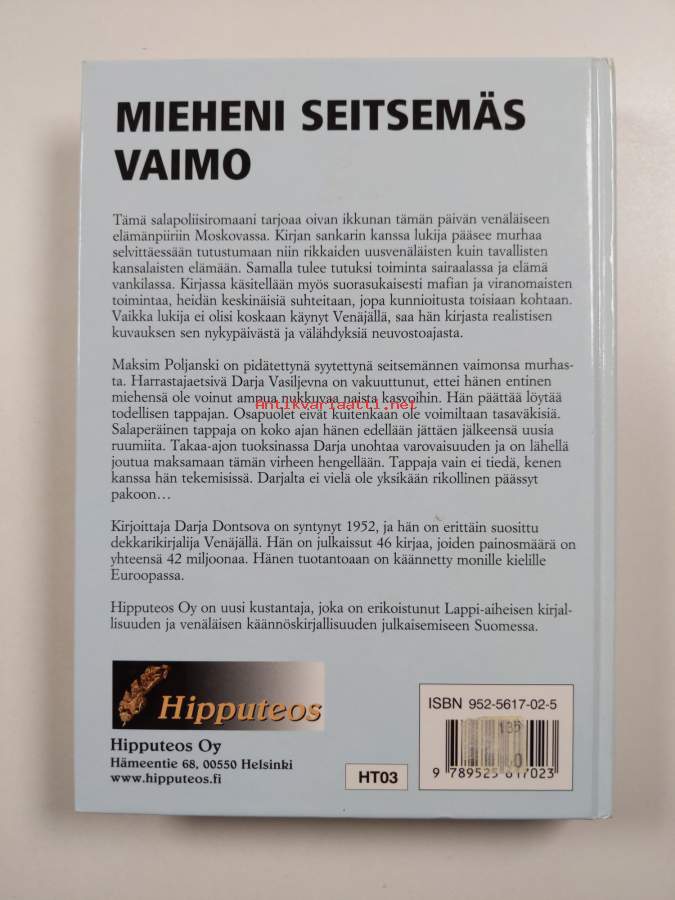 MIEHENI SEITSEMÄS
VAIMO
Tämä salapoliisiromaani tarjoaa oivan ikkunan tämän päivän venäläiseen
elämänpiiriin Moskovassa. Kirjan sankarin kanssa lukija pääsee murhaa
selvittäessään tutustumaan niin rikkaiden uusvenäläisten kuin tavallisten
kansalaisten elämään. Samalla tulee tutuksi toiminta sairaalassa ja elämä
vankilassa. Kirjassa käsitellään myös suorasukaisesti mafian ja viranomaisten
toimintaa, heidän keskinäisiä suhteitaan, jopa kunnioitusta toisiaan kohtaan.
Vaikka lukija ei olisi koskaan käynyt Venäjällä, saa hän kirjasta realistisen
kuvauksen sen nykypäivästä ja välähdyksiä neuvostoajasta.
Maksim Poljanski on pidätettynä syytettynä seitsemännen vaimonsa murhas-
ta. Harrastajaetsivä Darja Vasiljevna on vakuuttunut, ettei hänen entinen
miehensä ole voinut ampua nukkuvaa naista kasvoihin. Hän päättää löytää
todellisen tappajan. Osapuolet eivät kuitenkaan ole voimiltaan tasaväkisiä.
Antikvariaatti.net
Salaperäinen tappaja on koko ajan hänen edellään jättäen jälkeensä uusia
ruumiita. Takaa-ajon tuoksinassa Darja unohtaa varovaisuuden ja on lähellä
joutua maksamaan tämän virheen hengellään. Tappaja vain ei tiedä, kenen
kanssa hän tekemisissä. Darjalta ei vielä ole yksikään rikollinen päässyt
pakoon…
Kirjoittaja Darja Dontsova on syntynyt 1952, ja hän on erittäin suosittu
dekkarikirjalija Venäjällä. Hän on julkaissut 46 kirjaa, joiden painosmäärä on
yhteensä 42 miljoonaa. Hänen tuotantoaan on käännetty monille kielille
Euroopassa.
Hipputeos Oy on uusi kustantaja, joka on erikoistunut Lappi-aiheisen kirjal-
lisuuden ja venäläisen käännöskirjallisuuden julkaisemiseen Suomessa.
Hipputeos
Hipputeos Oy
Hämeentie 68, 00550 Helsinki
www.hipputeos.fi
HT03
ISBN 952-5617-02-5
9 789525 617023